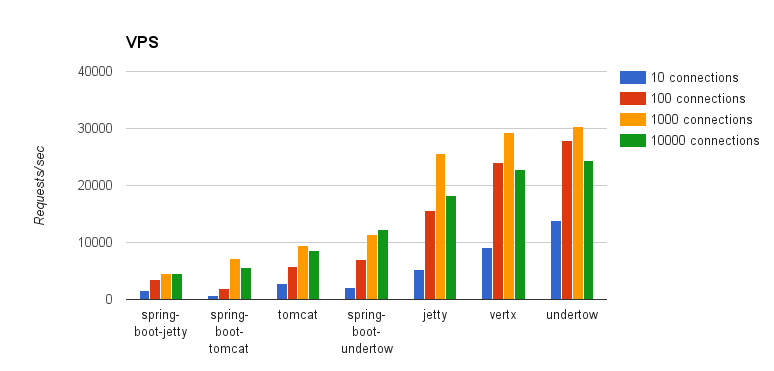 VPS
40000
30000
20000
10000
0
Requests/sec
10 connections
100 connections
1000 connections
10000 connections
spring-
boot-jetty
spring-
boot-
tomcat
tomcat
spring-
boot-
undertow
jetty
vertx
undertow